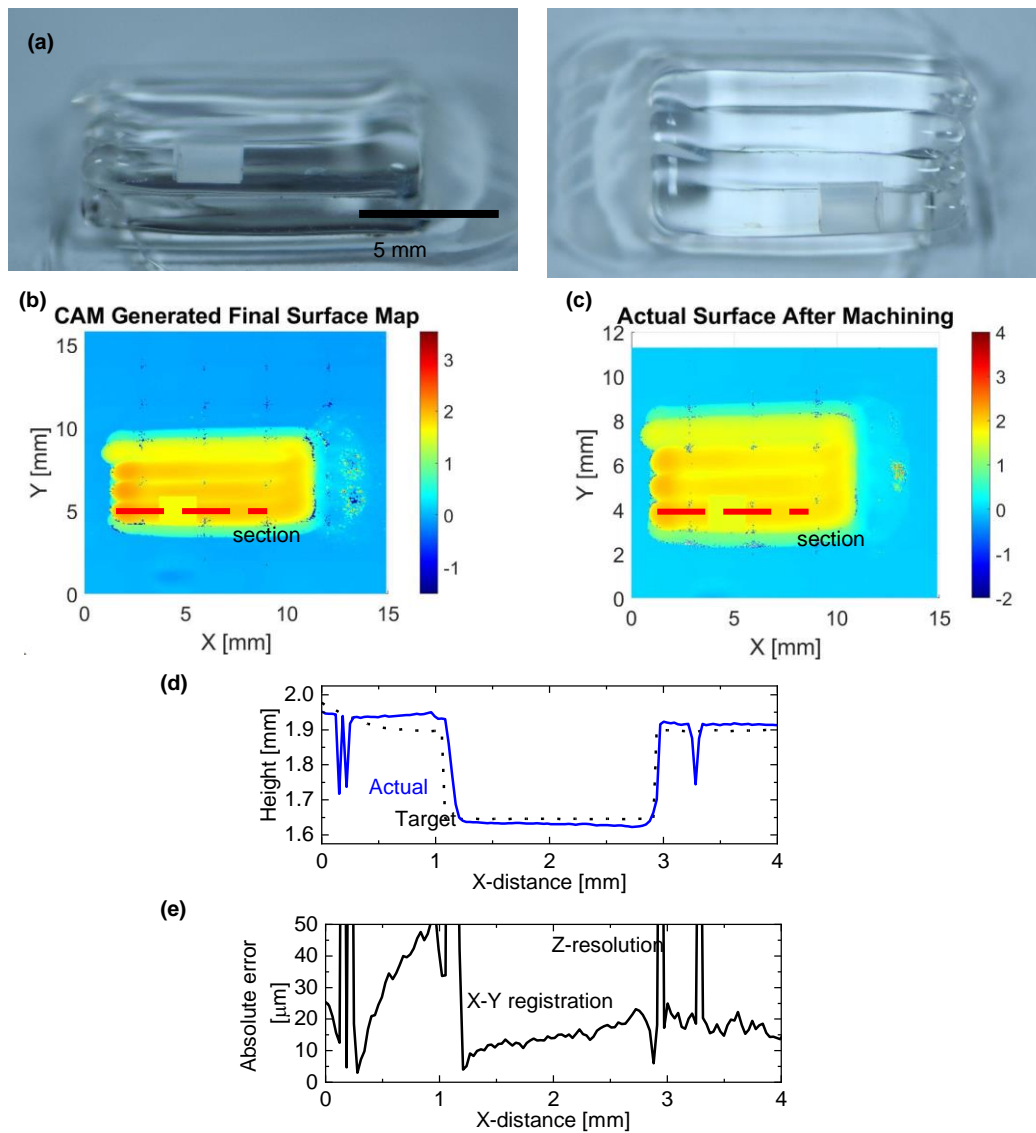 (a)
5 mm
(b)
CAM Generated Final Surface Map
15
10
5
0
Y [mm]
0
5
10
15
X [mm]
section
3
2
1
0
-1
(c)
Actual Surface After Machining
12
10
8
6
4
2
0
Y [mm]
0
5
10
15
X [mm]
section
4
3
2
1
0
-1
-2
(d)
2.0
1.9
1.8
1.7
1.6
Height [mm]
Actual
Target
0
1
2
3
4
X-distance [mm]
(e)
50
40
30
20
10
0
Absolute error
[μm]
Z-resolution
X-Y registration
0
1
2
3
4
X-distance [mm]